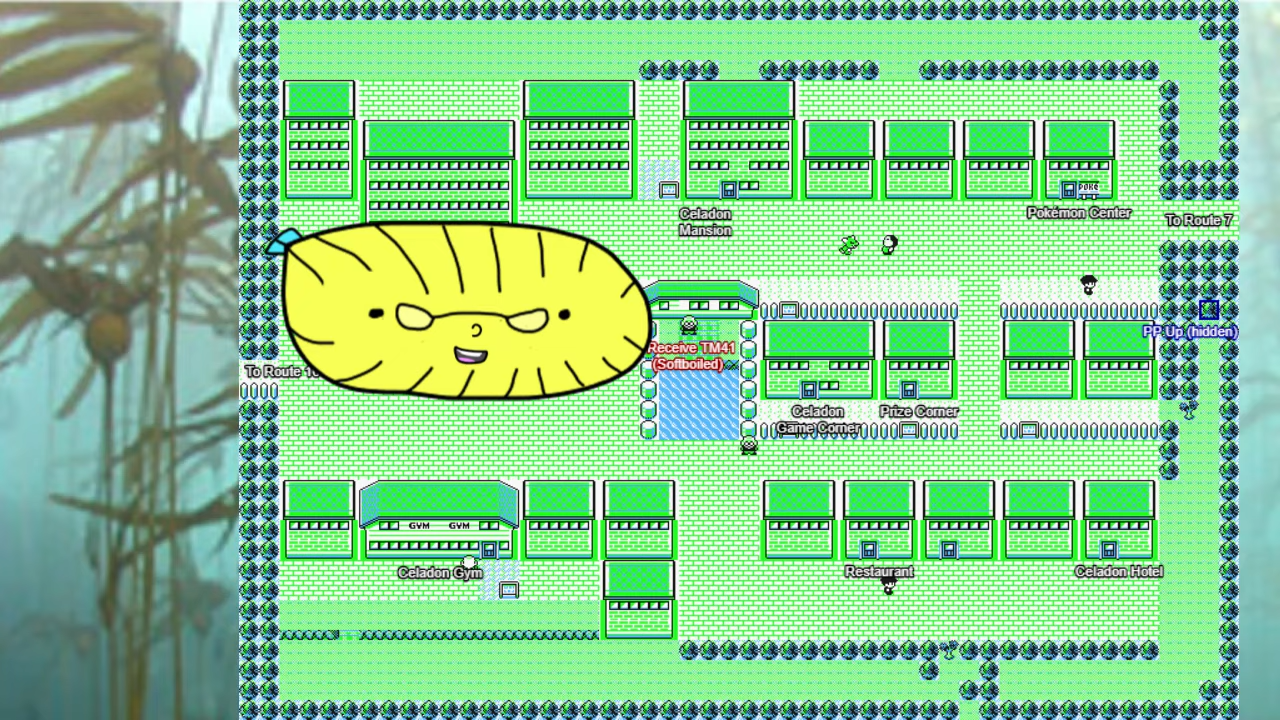 Celadon
Mansion
POKé
Pokémon Center
To Route 7
PP Up (hidden)
Receive TM41
(Softboiled)
To Route
Celadon
Game Corner
Prize Corner
GYM GYM
Celadon Gym
Restaurant
Celadon Hotel